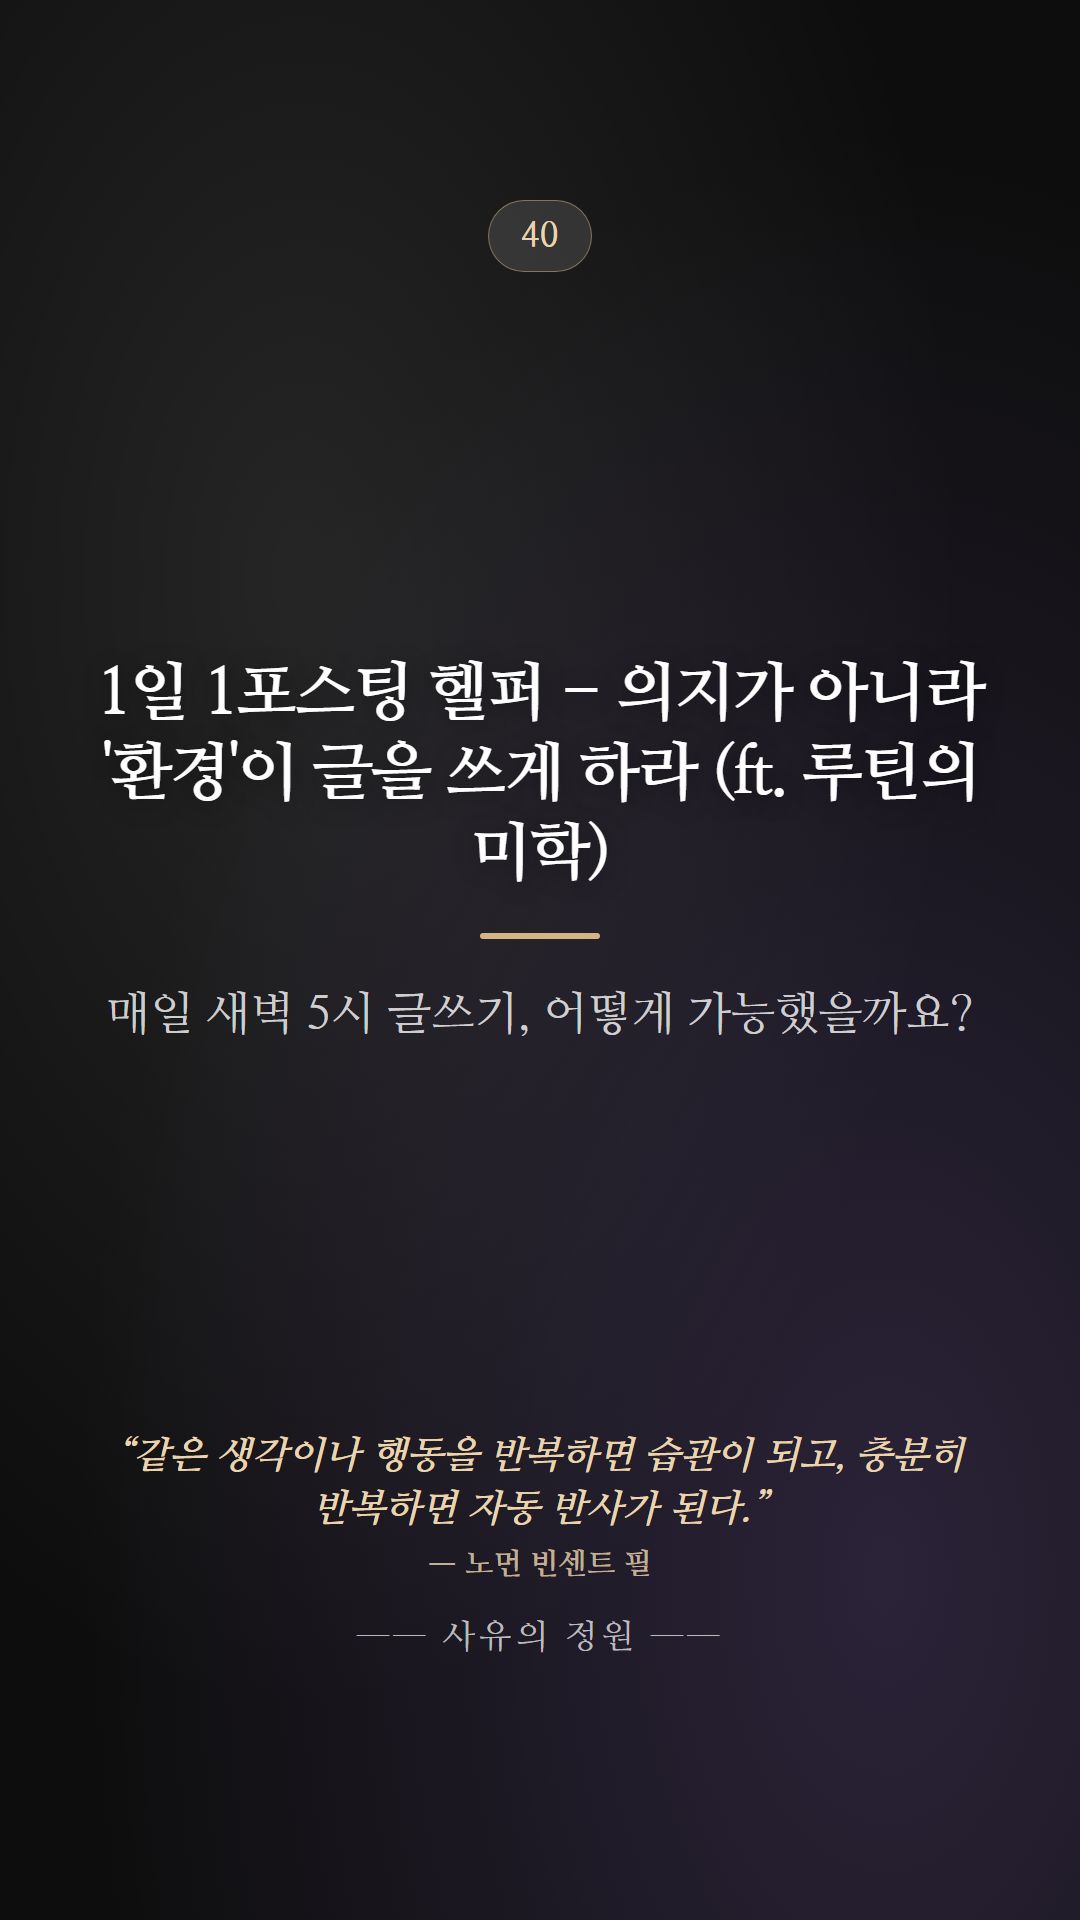 40
1일 1포스팅 헬퍼 – 의지가 아니라
'환경'이 글을 쓰게 하라 (ft. 루틴의
미학)
매일 새벽 5시 글쓰기, 어떻게 가능했을까요?
“같은 생각이나 행동을 반복하면 습관이 되고, 충분히
반복하면 자동 반사가 된다.”
— 노먼 빈센트 필
—— 사유의 정원 ——